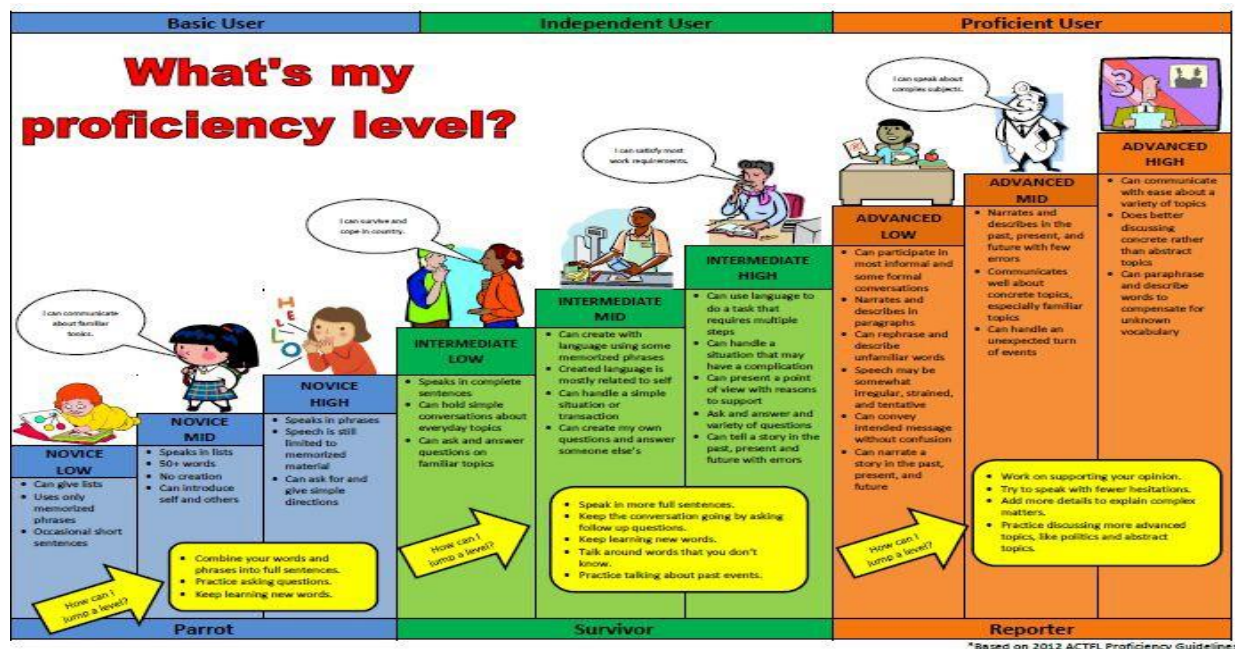 Basic User
Independent User
Proficient User
What's my
proficiency level?
I can communicate
about familiar
topics.
I can survive and
cope in country.
I can satisfy most
work requirements.
I can speak about
complex subjects.
HELLO
31
NOVICE
LOW
• Can give lists
• Uses only
memorized
phrases
• Occasional short
sentences
NOVICE
MID
• Speaks in lists
• 50+ words
• No creation
• Can introduce
self and others
NOVICE
HIGH
• Speaks in phrases
• Speech is still
limited to
memorized
material
• Can ask for and
give simple
directions
How can I
jump a level?
• Combine your words and
phrases into full sentences.
• Practice asking questions.
• Keep learning new words.
INTERMEDIATE
LOW
• Speaks in complete
sentences
• Can hold simple
conversations about
everyday topics
• Can ask and answer
questions on
familiar topics
INTERMEDIATE
MID
• Can create with
language using some
memorized phrases
• Created language is
mostly related to self
• Can handle a simple
situation or
transaction
• Can create my own
questions and answer
someone else's
INTERMEDIATE
HIGH
• Can use language to
do a task that
requires multiple
steps
• Can handle a
situation that may
have a complication
• Can present a point
of view with reasons
to support
• Ask and answer and
variety of questions
• Can tell a story in the
past, present and
future with errors
How can I
jump a level?
• Speak in more full sentences.
• Keep the conversation going by asking
follow up questions.
• Keep learning new words.
• Talk around words that you don't
know.
• Practice talking about past events.
ADVANCED
LOW
• Can participate in
most informal and
some formal
conversations
• Narrates and
describes in
paragraphs
• Can rephrase and
describe
unfamiliar words
• Speech may be
somewhat
irregular, strained,
and tentative
• Can convey
intended message
without confusion
• Can narrate a
story in the past,
present, and
future
ADVANCED
MID
• Narrates and
describes in the
past, present, and
future with few
errors
• Communicates
well about
concrete topics,
especially familiar
topics
• Can handle an
unexpected turn
of events
ADVANCED
HIGH
• Can communicate
with ease about a
variety of topics
• Does better
discussing
concrete rather
than abstract
topics
• Can paraphrase
and describe
words to
compensate for
unknown
vocabulary
How can I
jump a level?
• Work on supporting your opinion.
• Try to speak with fewer hesitations.
• Add more details to explain complex
matters.
• Practice discussing more advanced
topics, like politics and abstract
topics.
Parrot
Survivor
Reporter
*Based on 2012 ACTFL Proficiency Guidelines